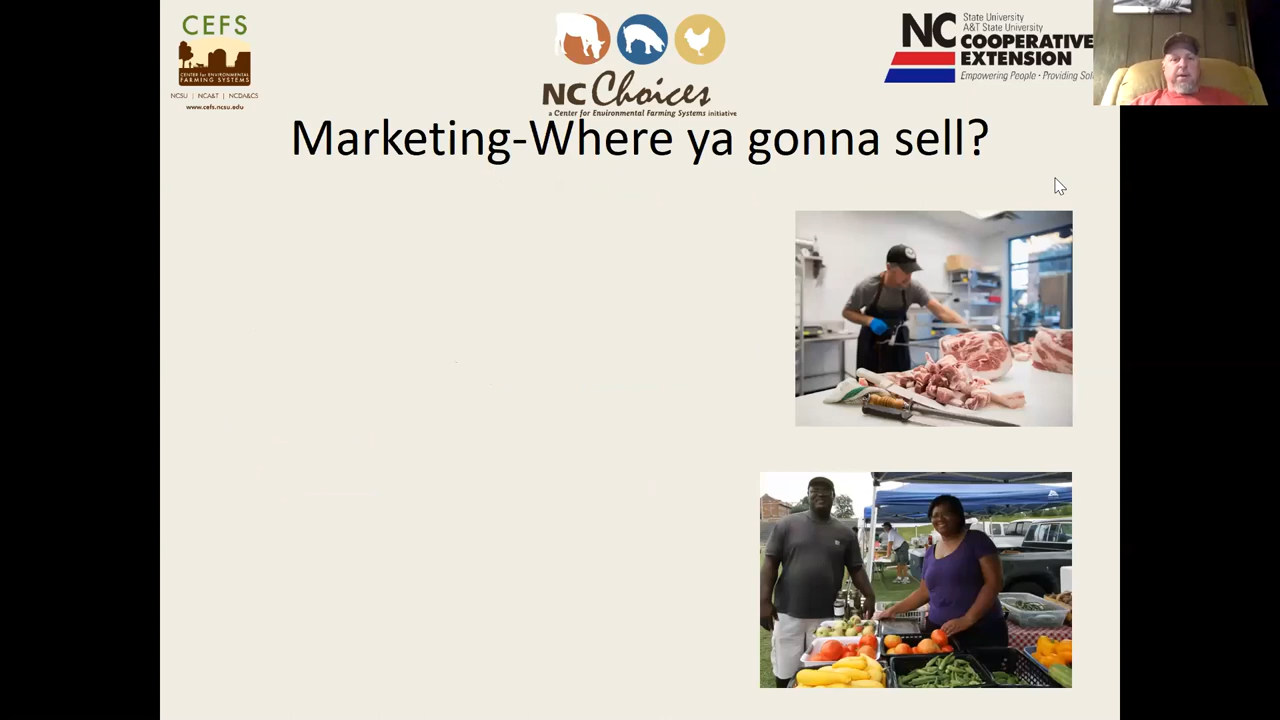 CEFS
CENTER for ENVIRONMENTAL
FARMING SYSTEMS
NCSU | NCA&T | NCDA&CS
www.cefs.ncsu.edu
NC Choices
a Center for Environmental Farming Systems initiative
NC State University
A&T State University
COOPERATIVE
EXTENSION
Empowering People • Providing Sol
Marketing-Where ya gonna sell?